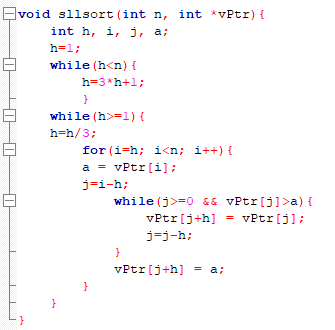 void sllsort(int n, int *vPtr){
int h, i, j, a;
h=1;
while(h<n){
h=3*h+1;
}
while(h>=1){
h=h/3;
for(i=h; i<n; i++){
a = vPtr[i];
j=i-h;
while(j>=0 && vPtr[j]>a){
vPtr[j+h] = vPtr[j];
j=j-h;
}
vPtr[j+h] = a;
}
}
}